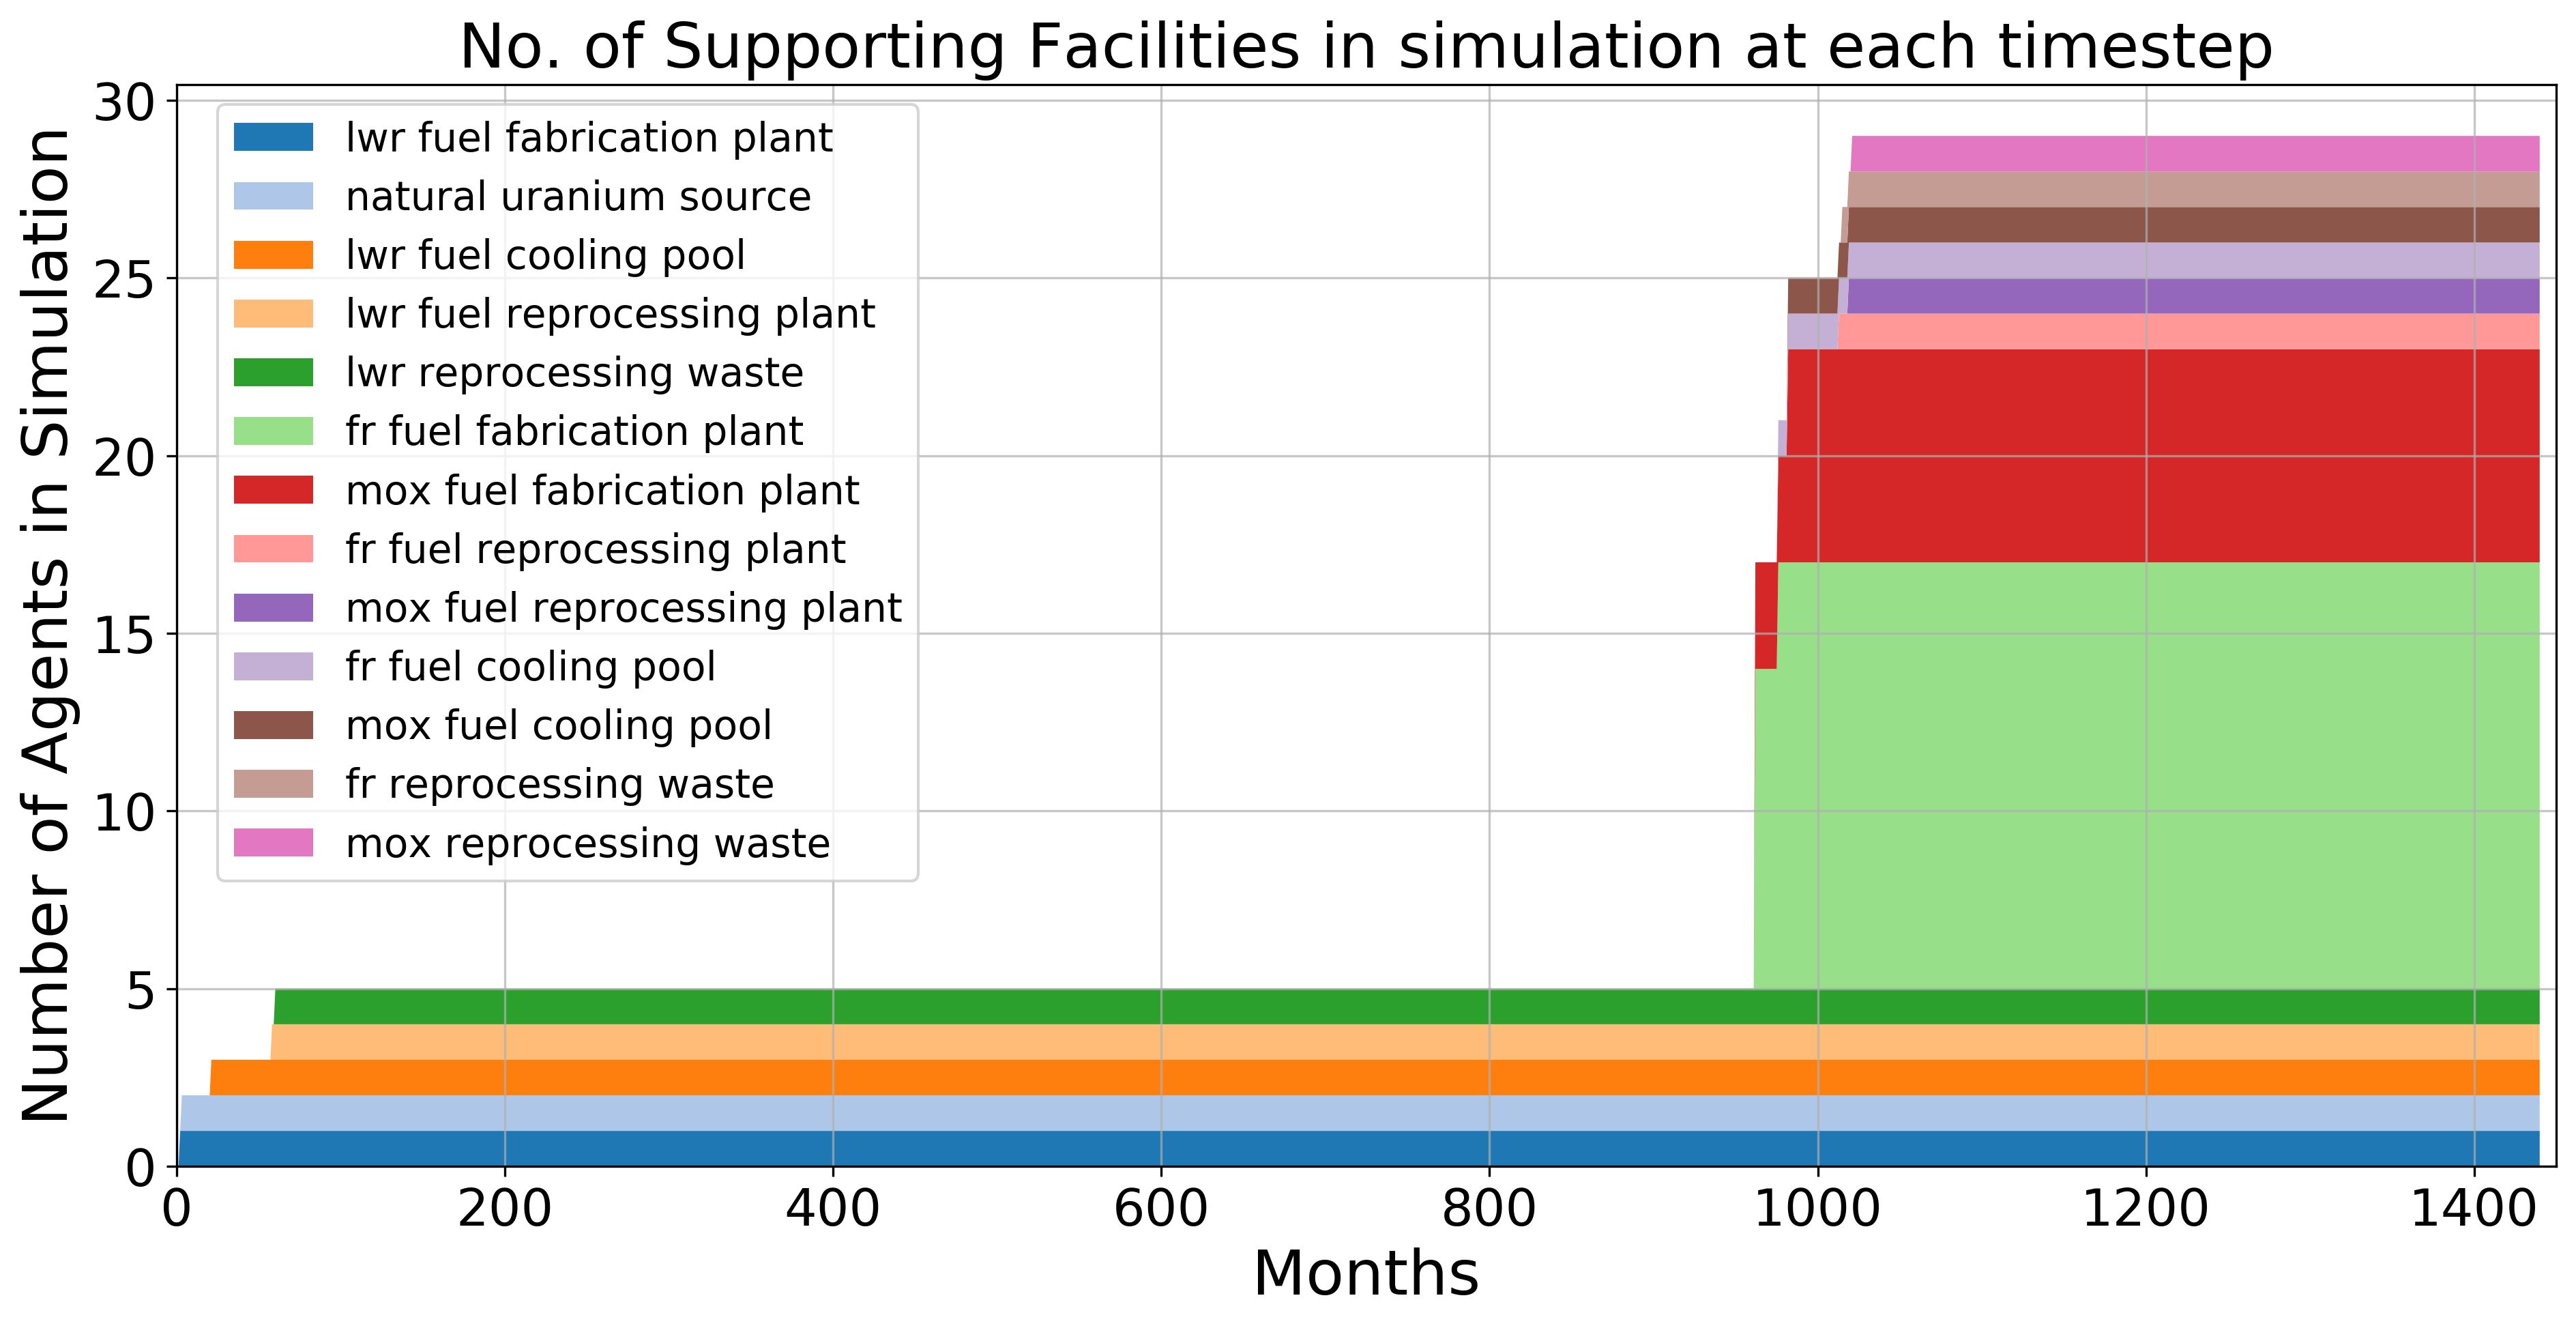 No. of Supporting Facilities in simulation at each timestep
Number of Agents in Simulation
30
25
20
15
10
5
0
lwr fuel fabrication plant
natural uranium source
lwr fuel cooling pool
lwr fuel reprocessing plant
lwr reprocessing waste
fr fuel fabrication plant
mox fuel fabrication plant
fr fuel reprocessing plant
mox fuel reprocessing plant
fr fuel cooling pool
mox fuel cooling pool
fr reprocessing waste
mox reprocessing waste
0 200 400 600 800 1000 1200 1400
Months